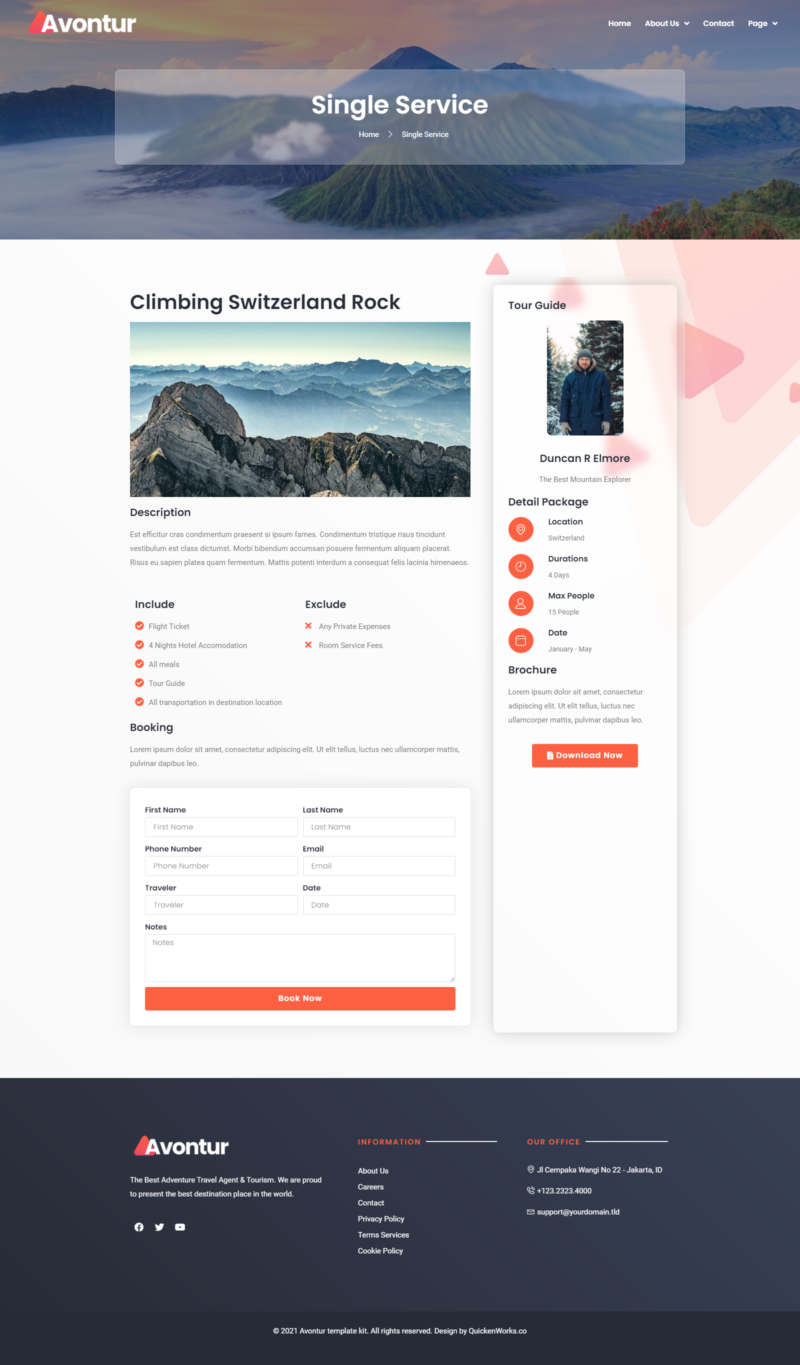 Avontur
Home About Us Contact Page
Single Service
Home Single Service
Climbing Switzerland Rock
Description
Est efficitur cras condimentum praesent si ipsum fames. Condimentum tristique risus tincidunt
vestibulum est class dictumst. Morbi bibendum accumsan posuere fermentum aliquam placerat.
Risus eu sapien platea quam fermentum. Mattis potenti interdum a consequat felis lacinia himenaeos.
Include
Flight Ticket
4 Nights Hotel Accomodation
All meals
Tour Guide
All transportation in destination location
Exclude
Any Private Expenses
Room Service Fees
Booking
Lorem ipsum dolor sit amet, consectetur adipiscing elit. Ut elit tellus, luctus nec ullamcorper mattis,
pulvinar dapibus leo.
First Name Last Name
First Name Last Name
Phone Number Email
Phone Number Email
Traveler Date
Traveler Date
Notes
Notes
Book Now
Tour Guide
Duncan R Elmore
The Best Mountain Explorer
Detail Package
Location
Switzerland
Durations
4 Days
Max People
15 People
Date
January - May
Brochure
Lorem ipsum dolor sit amet, consectetur
adipiscing elit. Ut elit tellus, luctus nec
ullamcorper mattis, pulvinar dapibus leo.
Download Now
Avontur
The Best Adventure Travel Agent & Tourism. We are proud
to present the best destination place in the world.
INFORMATION
About Us
Careers
Contact
Privacy Policy
Terms Services
Cookie Policy
OUR OFFICE
Jl Cempaka Wangi No 22 - Jakarta, ID
+123.2323.4000
support@yourdomain.tld
© 2021 Avontur template kit. All rights reserved. Design by QuickenWorks.co